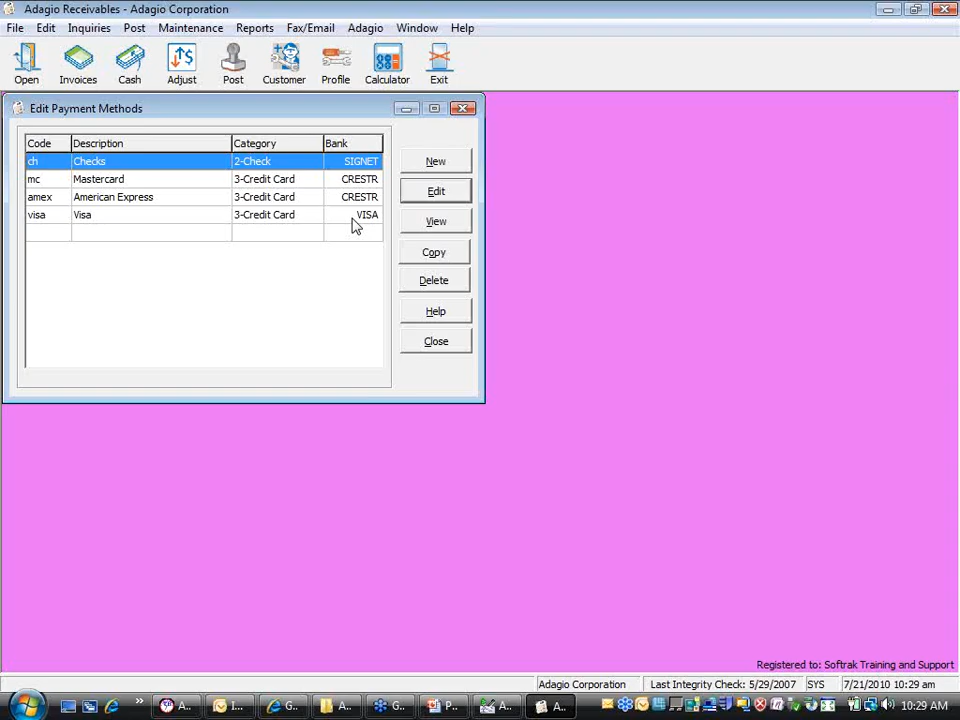 Adagio Receivables - Adagio Corporation
File Edit Inquiries Post Maintenance Reports Fax/Email Adagio Window Help
Open Invoices Cash Adjust Post Customer Profile Calculator Exit
Edit Payment Methods
Code Description Category Bank
ch Checks 2-Check SIGNET
mc Mastercard 3-Credit Card CRESTR
amex American Express 3-Credit Card CRESTR
visa Visa 3-Credit Card VISA
New
Edit
View
Copy
Delete
Help
Close
Registered to: Softrak Training and Support
Adagio Corporation Last Integrity Check: 5/29/2007 SYS 7/21/2010 10:29 am
A... I... G... A... G... P... A... A... 10:29 AM